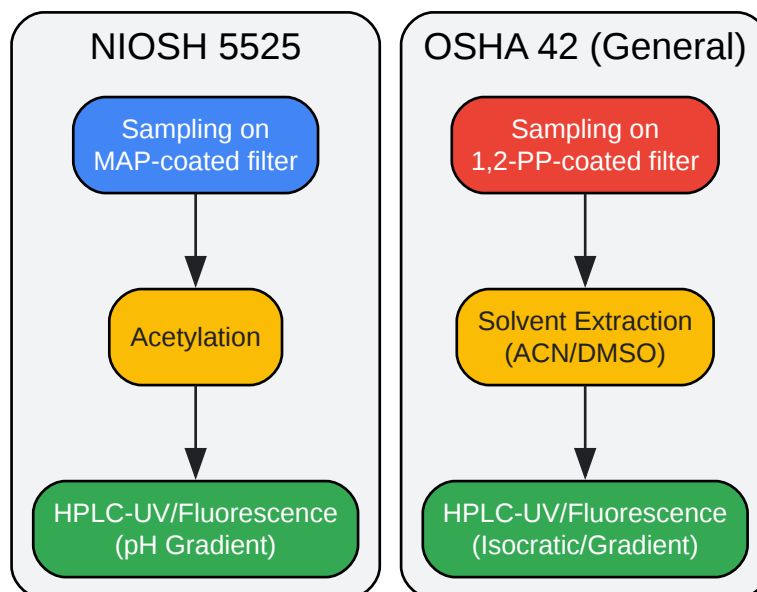 NIOSH 5525
Sampling on
MAP-coated filter
Acetylation
HPLC-UV/Fluorescence
(pH Gradient)
OSHA 42 (General)
Sampling on
1,2-PP-coated filter
Solvent Extraction
(ACN/DMSO)
HPLC-UV/Fluorescence
(Isocratic/Gradient)